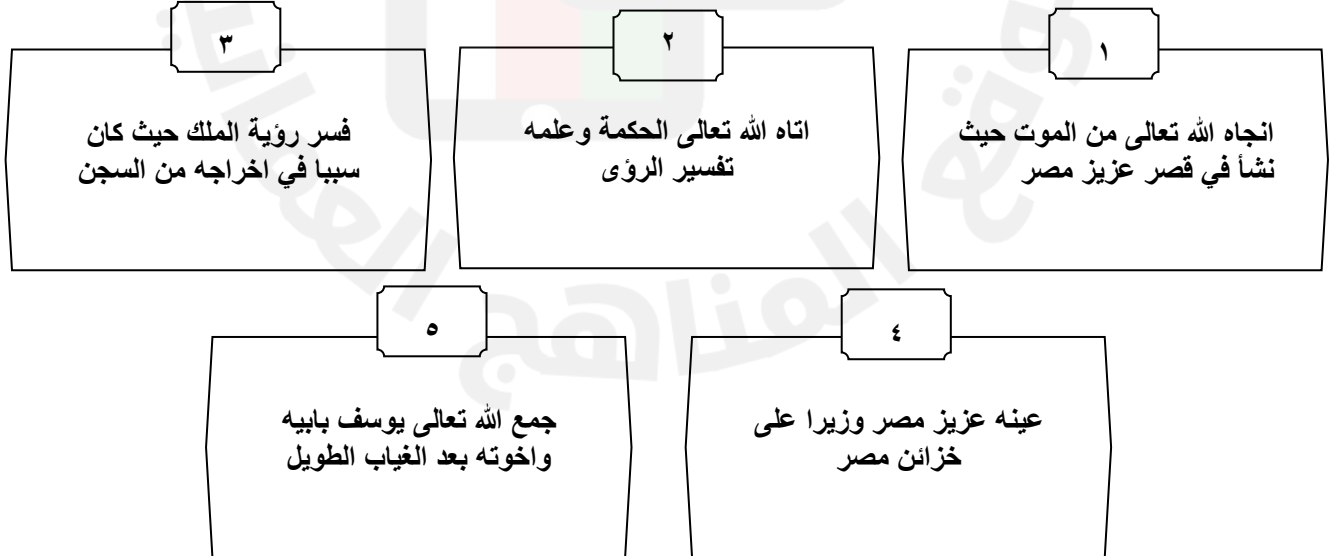 ١
انجاه الله تعالى من الموت حيث
نشأ في قصر عزيز مصر
٢
اتاه الله تعالى الحكمة وعلمه
تفسير الرؤى
٣
فسر رؤية الملك حيث كان
سببا في اخراجه من السجن
٤
عينه عزيز مصر وزيرا على
خزائن مصر
٥
جمع الله تعالى يوسف بابيه
واخوته بعد الغياب الطويل